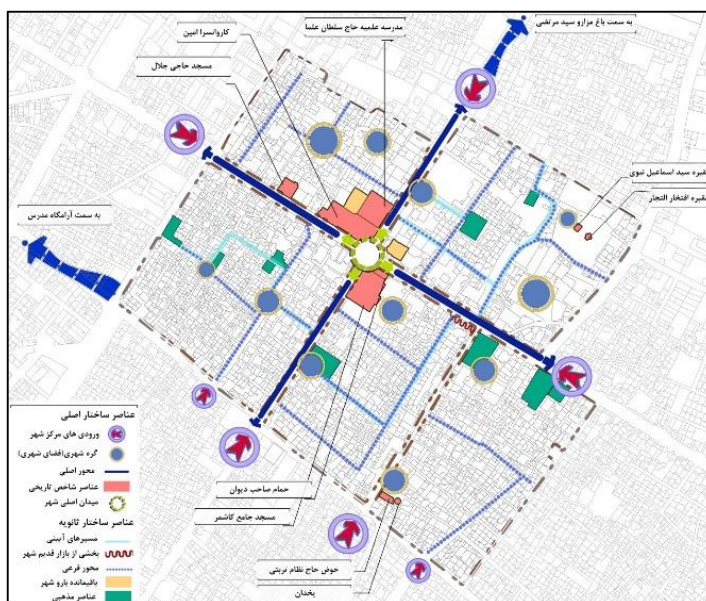 به سمت باغ مزارو سید مرتضی
مدرسه علمیه حاج سلطان علما
کاروانسرا امین
مسجد حاجی جلال
مقبره سید اسماعیل نبوی
مقبره افتخار التجار
به سمت آرامگاه مدرس
حمام صاحب دیوان
مسجد جامع کاشمر
حوض حاج نظام تربتی
یخدان
عناصر ساختار اصلی
ورودی های مرکز شهر
گره شهری(فضای شهری)
محور اصلی
عناصر شاخص تاریخی
میدان اصلی شهر
عناصر ساختار ثانویه
مسیرهای آیینی
بخشی از بازار قدیم شهر
محور فرعی
باقیمانده بارو شهر
عناصر مذهبی